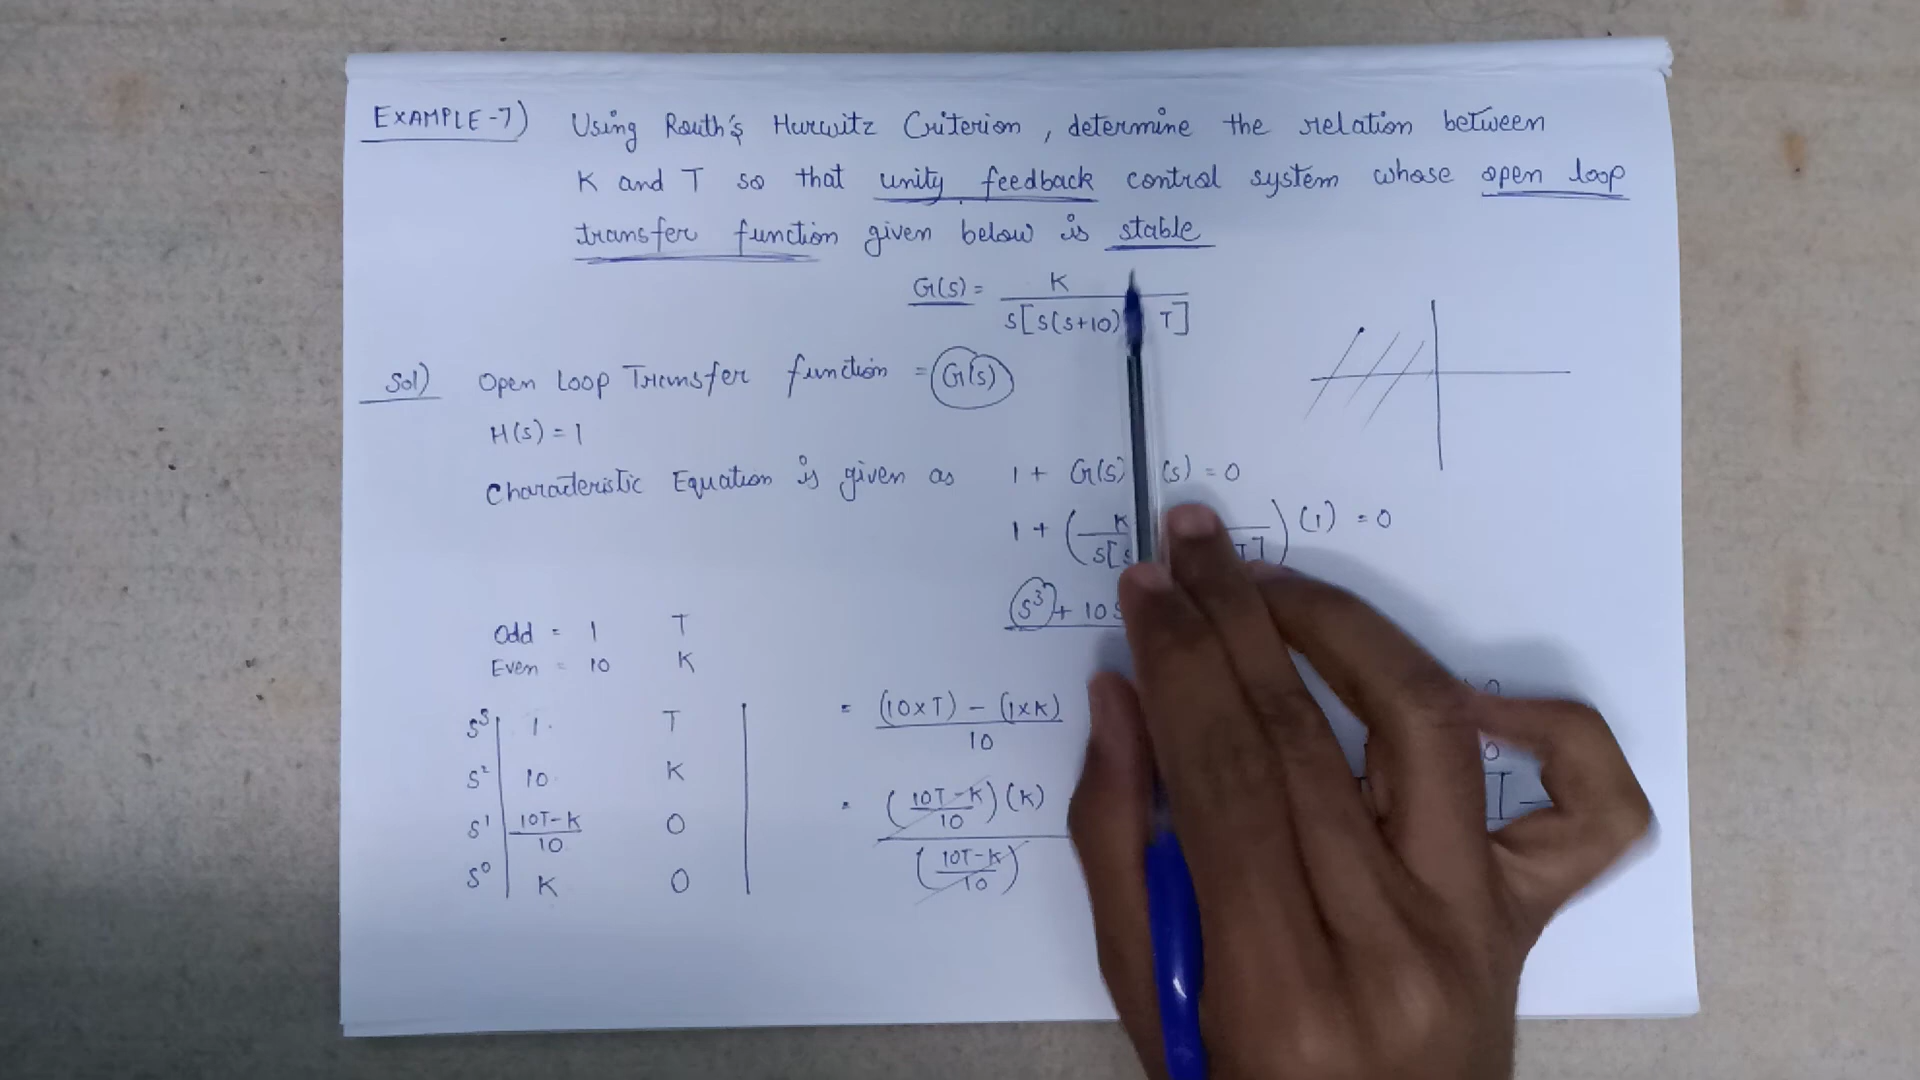 EXAMPLE-7) Using Routh's Hurwitz Criterion, determine the relation between
K and T so that unity feedback control system whose open loop
transfer function given below is stable
G(s) = K
s[s(s+10) T]
Sol) Open Loop Transfer function = G(s)
H(s) = 1
Characteristic Equation is given as 1 + G(s) (s) = 0
1 + ( K ) (1) = 0
s[s T]
s³ + 10s
Odd = 1 T
Even = 10 K
S³ 1 T
S² 10 K
S¹ 10T-K 0
10
S⁰ K 0
= (10×T) - (1×K)
10
= (10T-K) (K)
10
(10T-K)
10